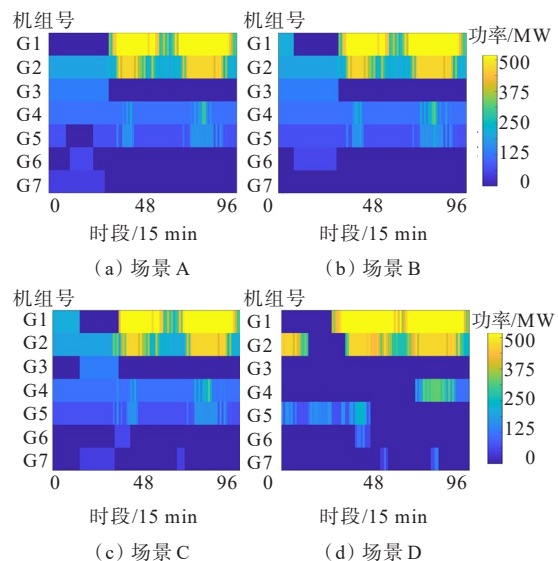 机组号 机组号
G1 G1 功率/MW
G2 G2 500
G3 G3 375
G4 G4 250
G5 G5 125
G6 G6 0
G7 G7
0 48 96 0 48 96
时段/15 min 时段/15 min
(a) 场景 A (b) 场景 B
机组号 机组号
G1 G1 功率/MW
G2 G2 500
G3 G3 375
G4 G4 250
G5 G5 125
G6 G6 0
G7 G7
0 48 96 0 48 96
时段/15 min 时段/15 min
(c) 场景 C (d) 场景 D